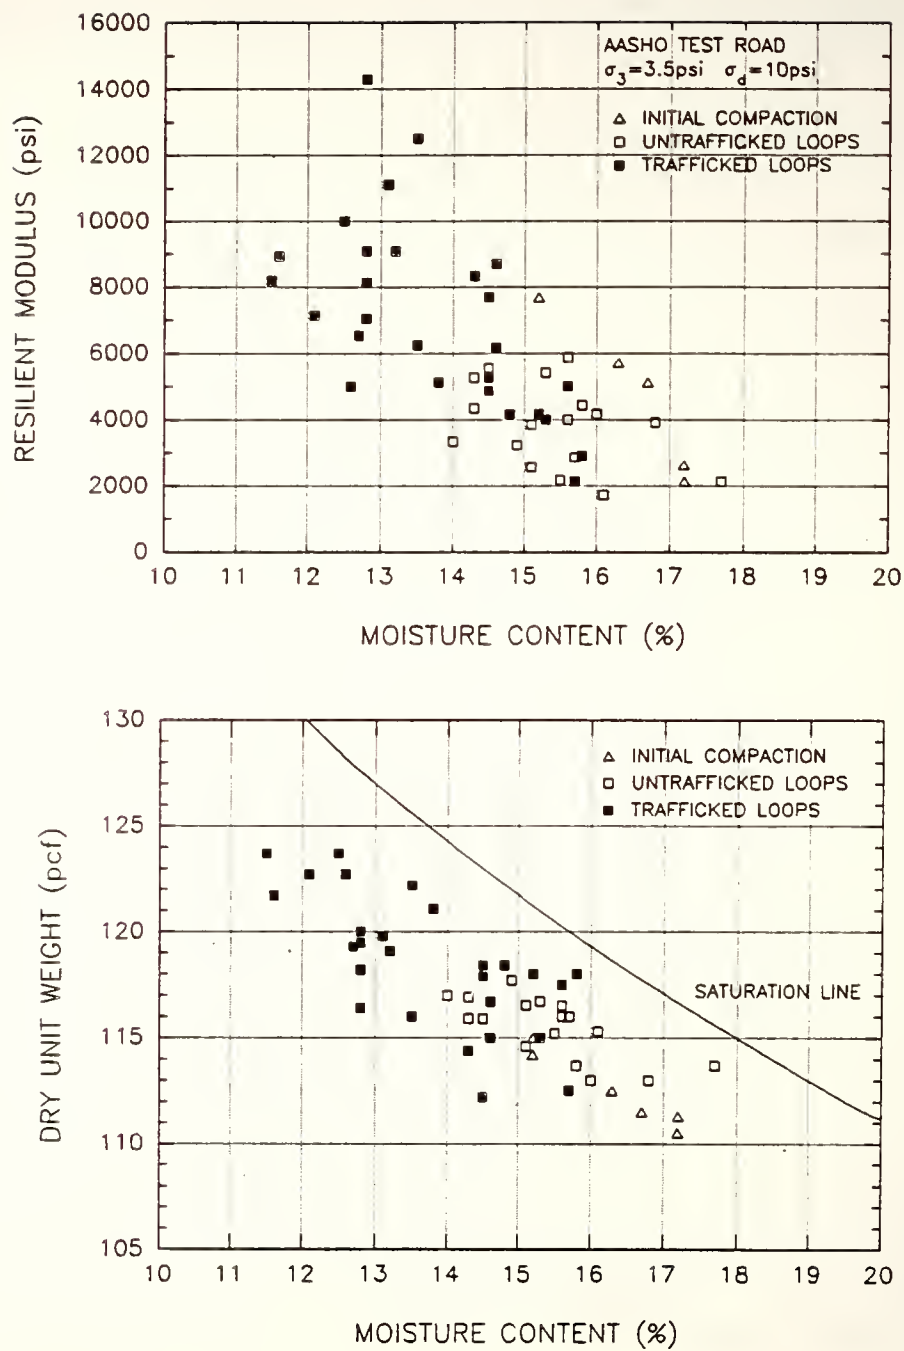 16000
14000
12000
10000
8000
6000
4000
2000
0
RESILIENT MODULUS (psi)
AASHO TEST ROAD
σ3=3.5psi σd=10psi
△ INITIAL COMPACTION
□ UNTRAFFICKED LOOPS
■ TRAFFICKED LOOPS
10 11 12 13 14 15 16 17 18 19 20
MOISTURE CONTENT (%)
130
125
120
115
110
105
DRY UNIT WEIGHT (pcf)
△ INITIAL COMPACTION
□ UNTRAFFICKED LOOPS
■ TRAFFICKED LOOPS
SATURATION LINE
10 11 12 13 14 15 16 17 18 19 20
MOISTURE CONTENT (%)